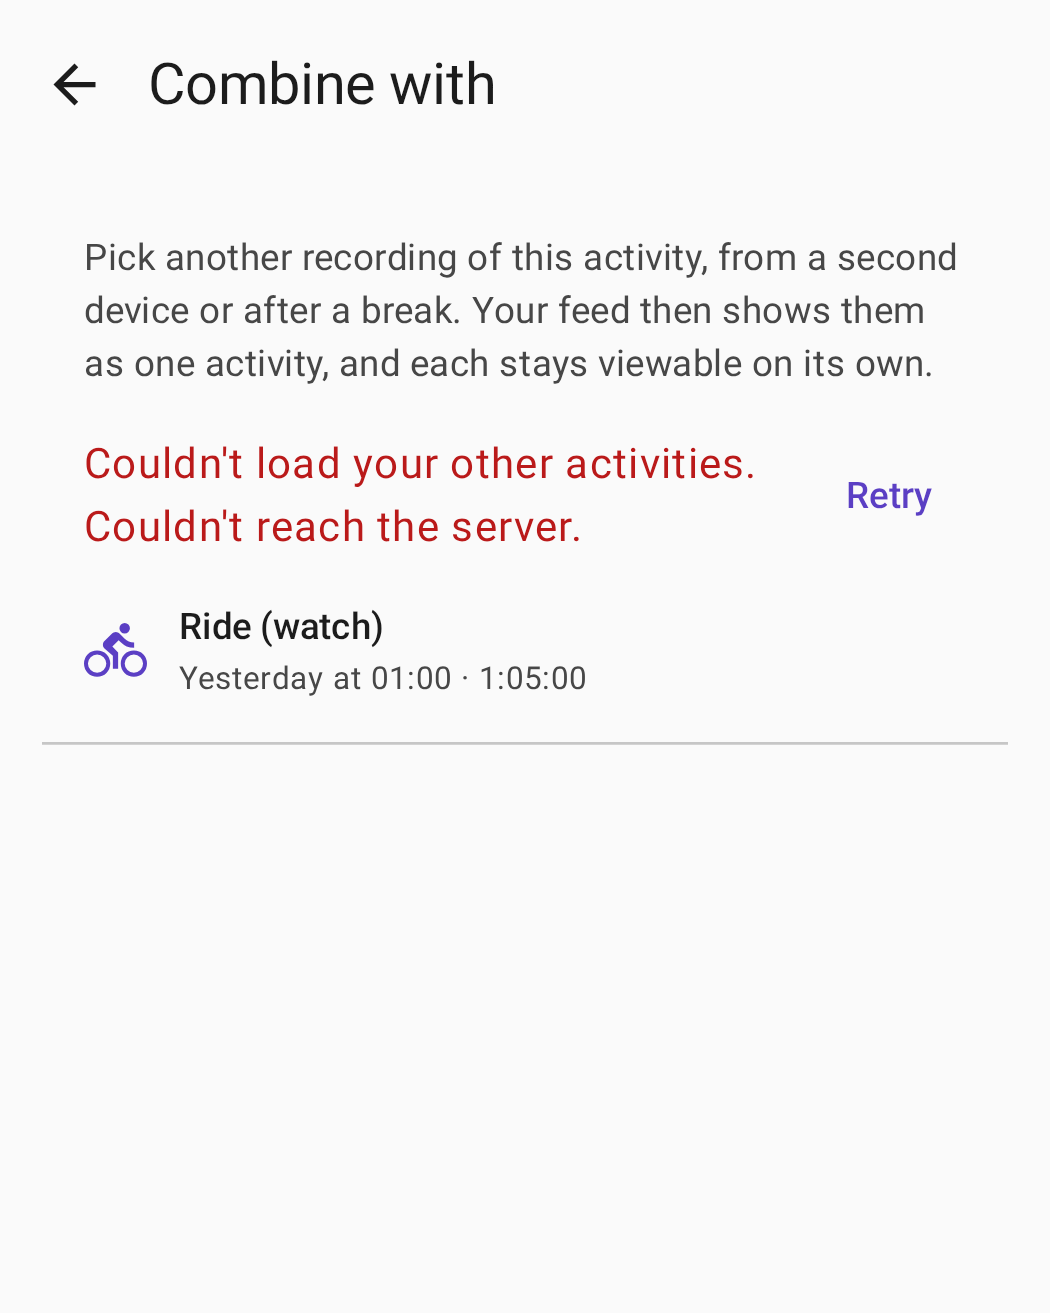 Combine with
Pick another recording of this activity, from a second
device or after a break. Your feed then shows them
as one activity, and each stays viewable on its own.
Couldn't load your other activities.
Couldn't reach the server.
Retry
Ride (watch)
Yesterday at 01:00 · 1:05:00